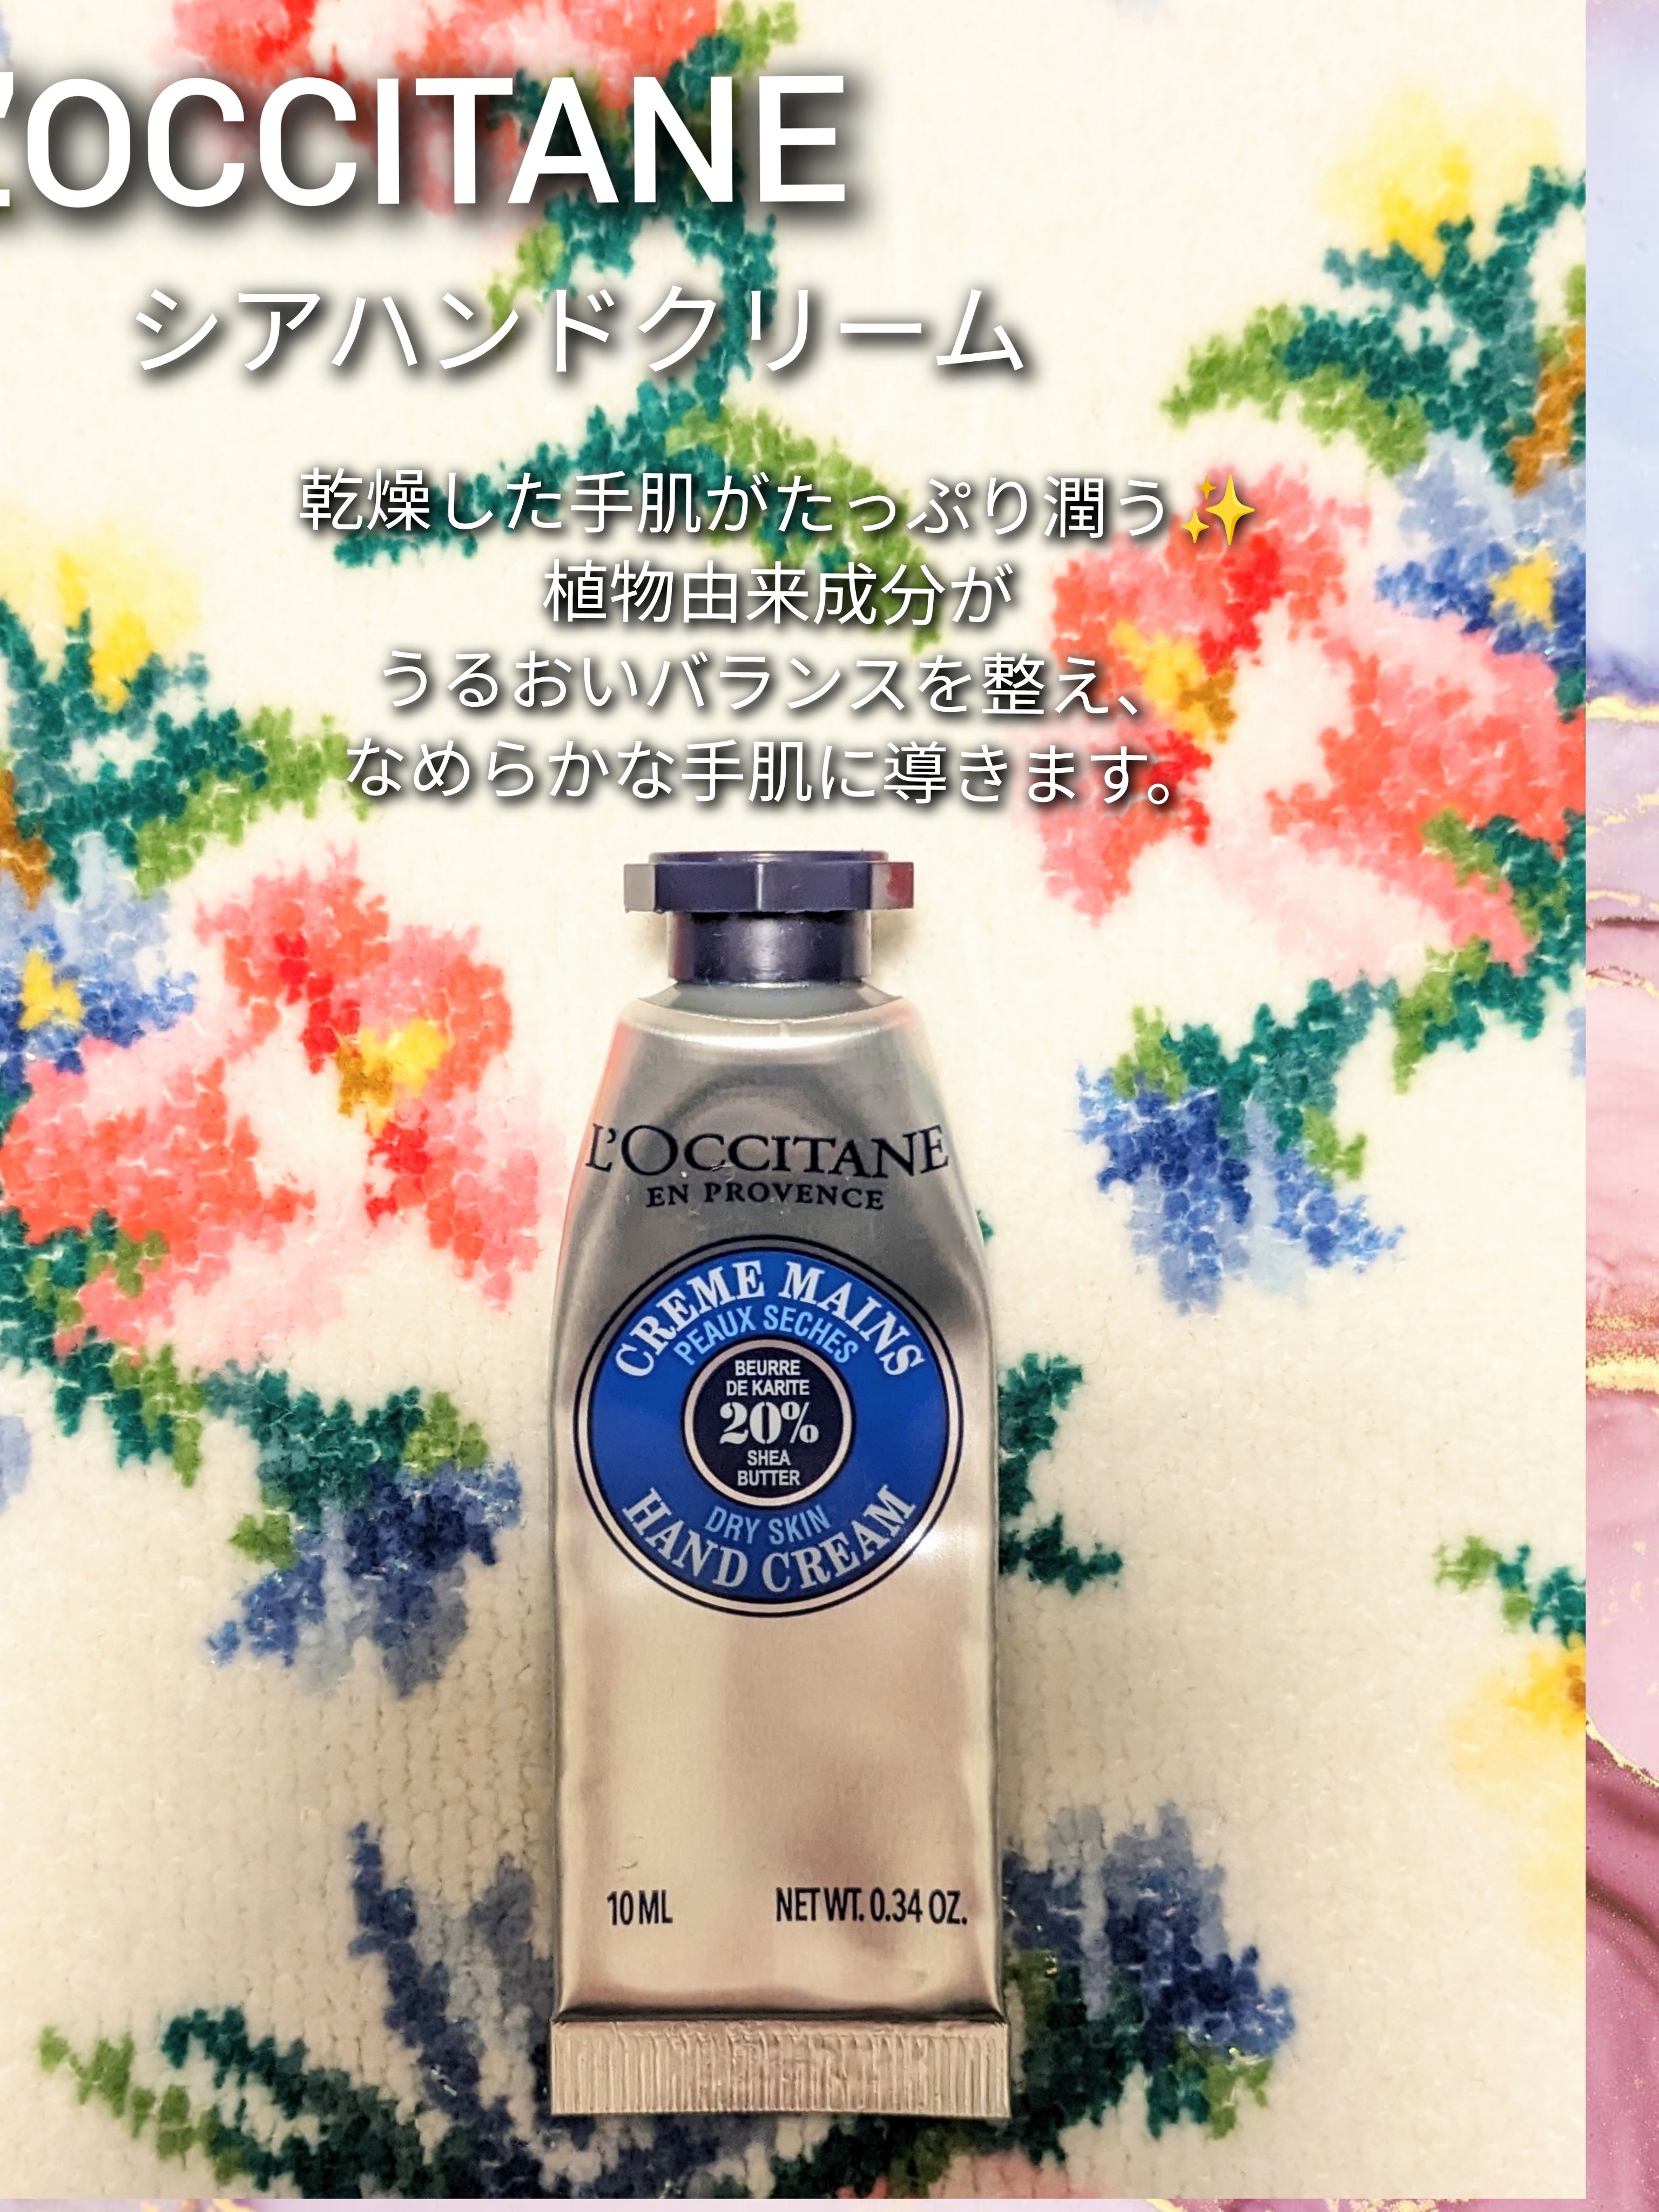 L'OCCITANE
シアハンドクリーム
乾燥した手肌がたっぷり潤う✨
植物由来成分が
うるおいバランスを整え、
なめらかな手肌に導きます。
L'OCCITANE
EN PROVENCE
CREME MAINS
PEAUX SECHES
BEURRE
DE KARITE
20%
SHEA
BUTTER
DRY SKIN
HAND CREAM
10 ML NET WT. 0.34 OZ.